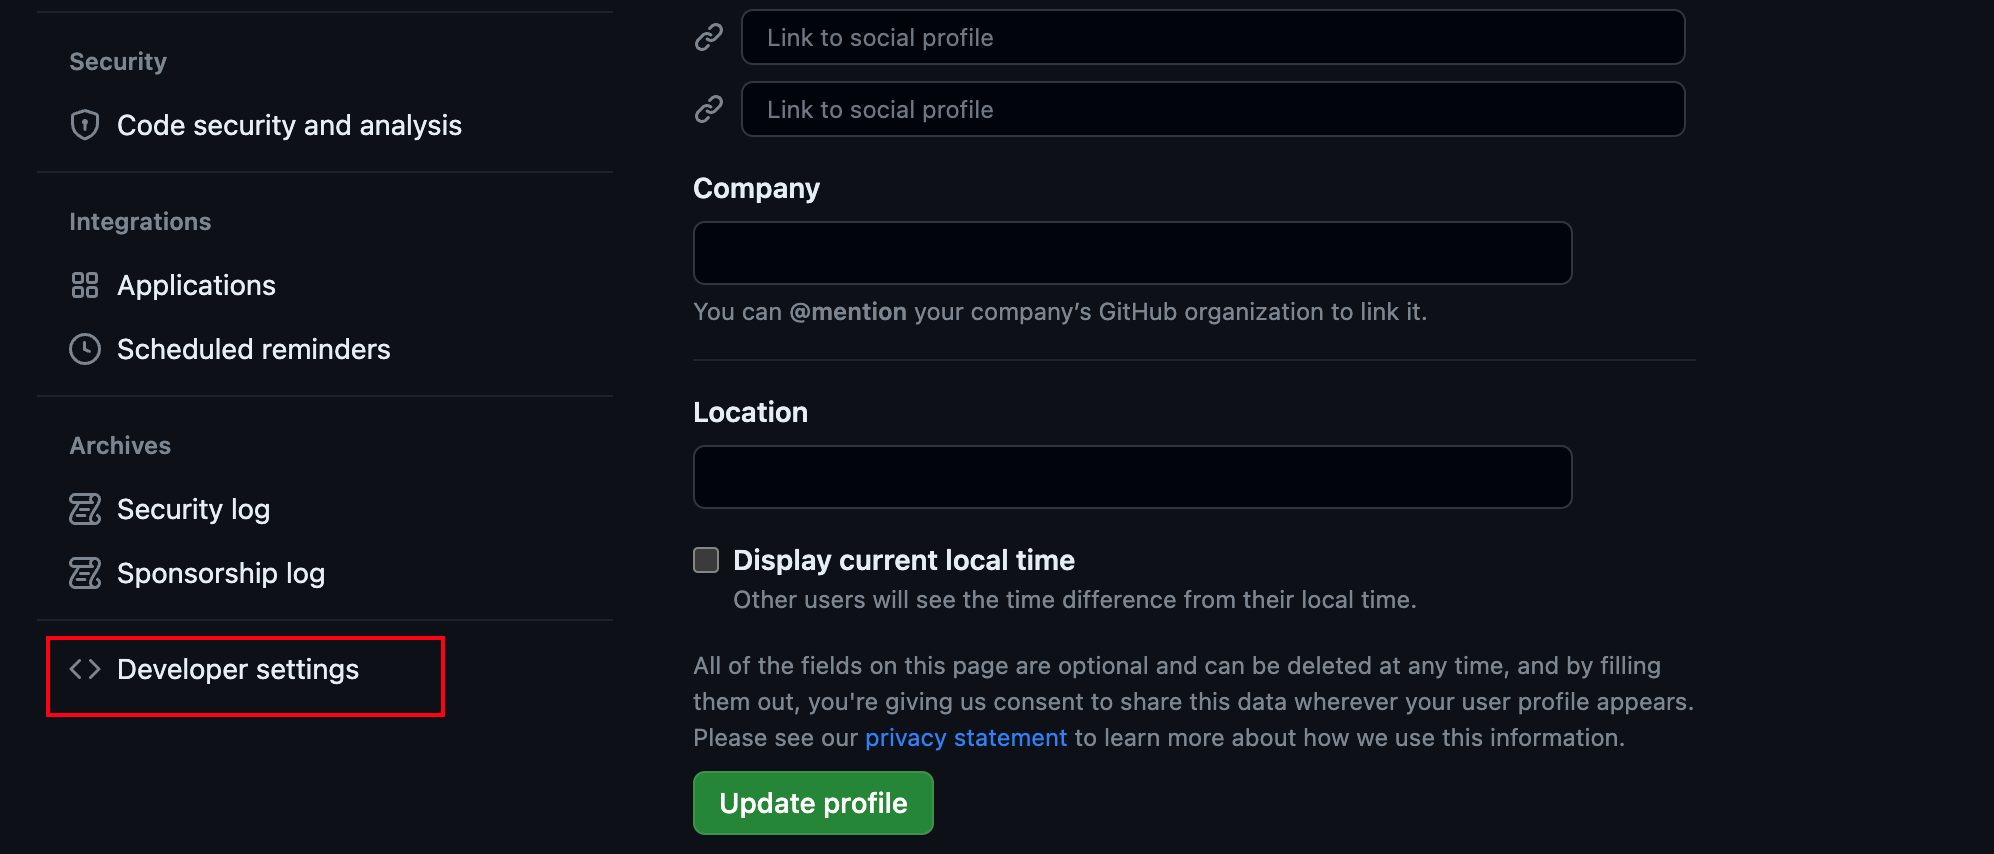 Security
Code security and analysis
Integrations
Applications
Scheduled reminders
Archives
Security log
Sponsorship log
Developer settings
Link to social profile
Link to social profile
Company
You can @mention your company’s GitHub organization to link it.
Location
Display current local time
Other users will see the time difference from their local time.
All of the fields on this page are optional and can be deleted at any time, and by filling
them out, you're giving us consent to share this data wherever your user profile appears.
Please see our privacy statement to learn more about how we use this information.
Update profile